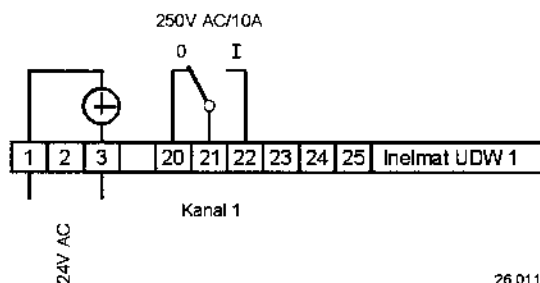 250V AC/10A
0 I
1 2 3 20 21 22 23 24 25 Inelmat UDW 1
Kanal 1
24V AC
26.011